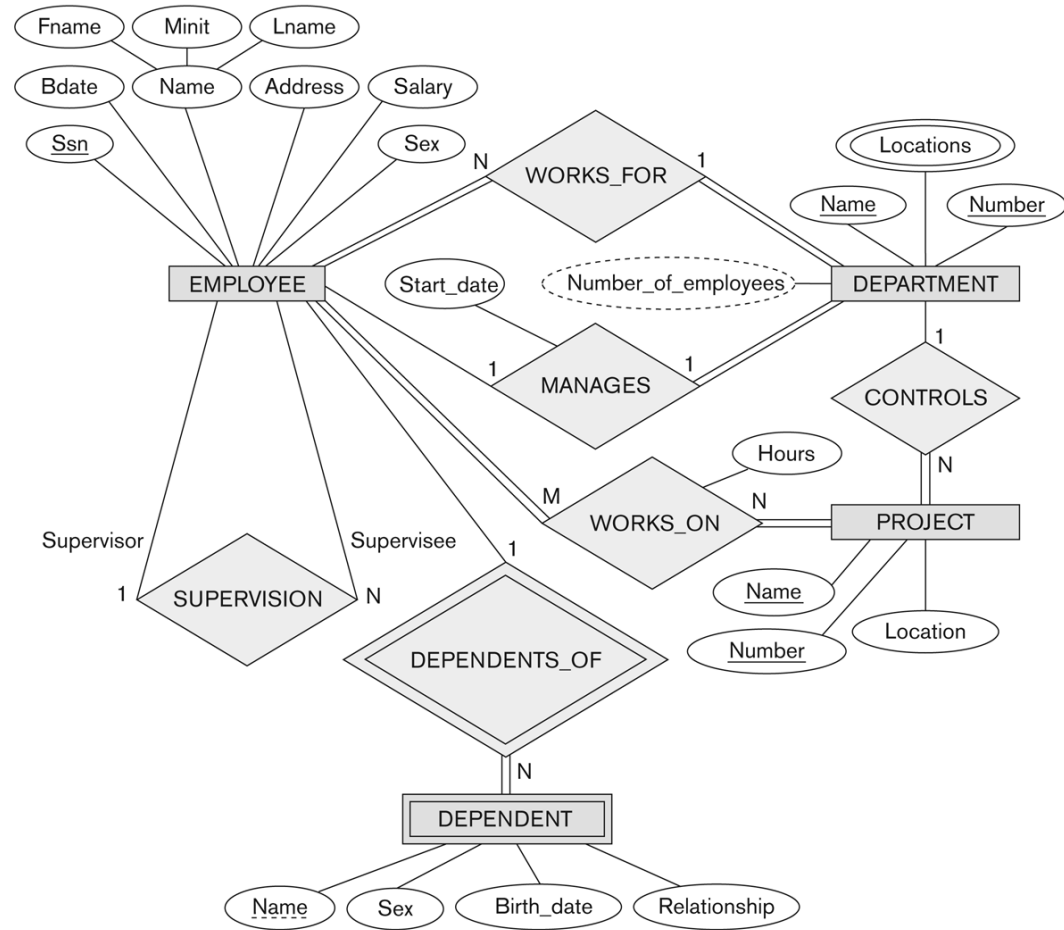 Fname
Minit
Lname
Bdate
Name
Address
Salary
Ssn
Sex
N
WORKS_FOR
1
Locations
Name
Number
EMPLOYEE
Start_date
Number_of_employees
DEPARTMENT
1
MANAGES
1
1
CONTROLS
N
Hours
M
WORKS_ON
N
PROJECT
Supervisor
Supervisee
1
SUPERVISION
N
1
Name
Number
Location
DEPENDENTS_OF
N
DEPENDENT
Name
Sex
Birth_date
Relationship